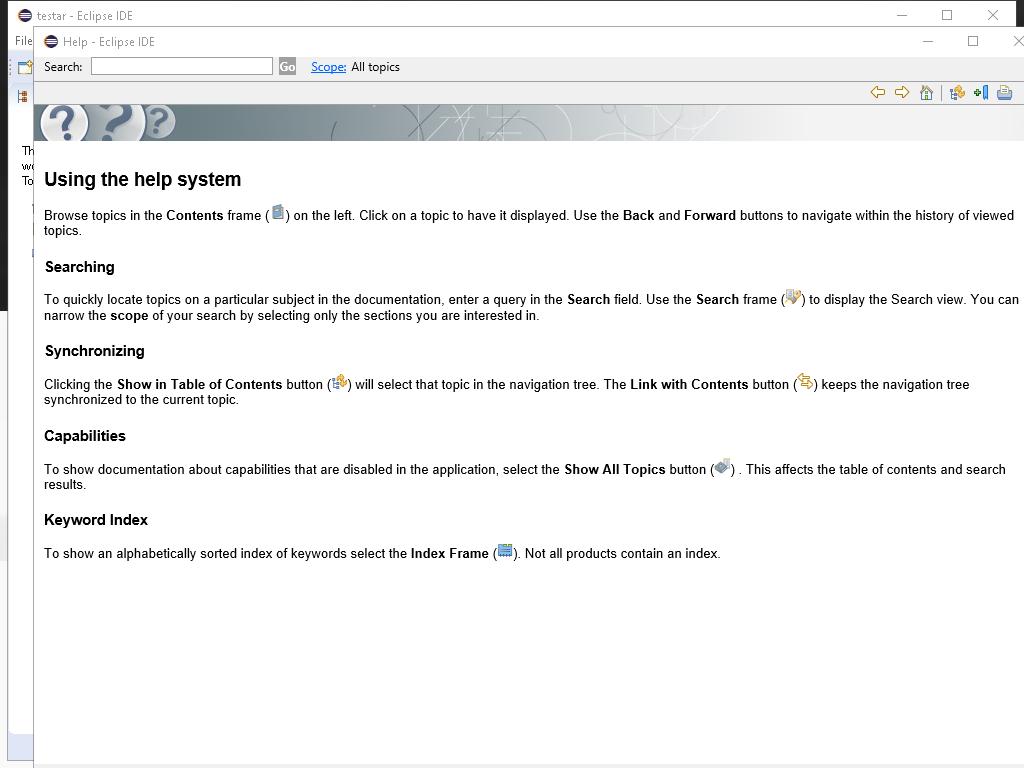 testar - Eclipse IDE
File
Help - Eclipse IDE
Search: Go Scope: All topics
Using the help system
Browse topics in the Contents frame ( ) on the left. Click on a topic to have it displayed. Use the Back and Forward buttons to navigate within the history of viewed
topics.
Searching
To quickly locate topics on a particular subject in the documentation, enter a query in the Search field. Use the Search frame ( ) to display the Search view. You can
narrow the scope of your search by selecting only the sections you are interested in.
Synchronizing
Clicking the Show in Table of Contents button ( ) will select that topic in the navigation tree. The Link with Contents button ( ) keeps the navigation tree
synchronized to the current topic.
Capabilities
To show documentation about capabilities that are disabled in the application, select the Show All Topics button ( ) . This affects the table of contents and search
results.
Keyword Index
To show an alphabetically sorted index of keywords select the Index Frame ( ). Not all products contain an index.